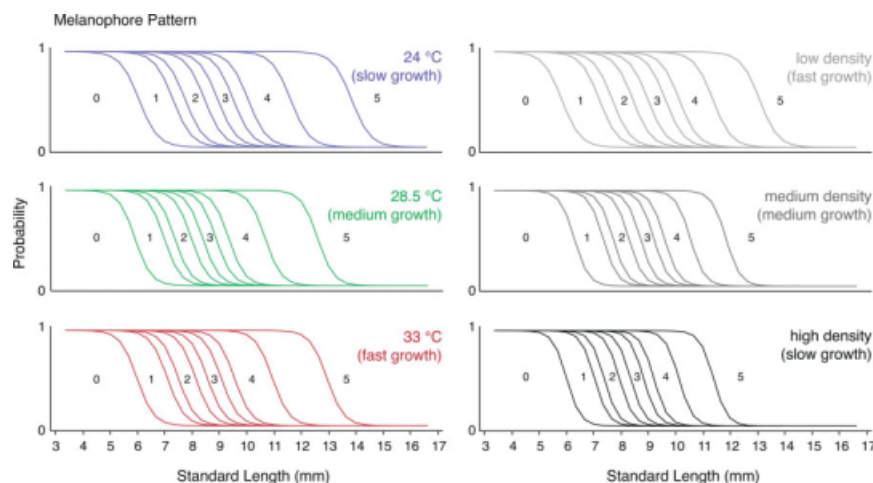 Melanophore Pattern
1
24 °C
(slow growth)
0 1 2 3 4 5
0
1
low density
(fast growth)
0 1 2 3 4 5
0
Probability
1
28.5 °C
(medium growth)
0 1 2 3 4 5
0
1
medium density
(medium growth)
0 1 2 3 4 5
0
1
33 °C
(fast growth)
0 1 2 3 4 5
0
3 4 5 6 7 8 9 10 11 12 13 14 15 16 17
Standard Length (mm)
1
high density
(slow growth)
0 1 2 3 4 5
0
3 4 5 6 7 8 9 10 11 12 13 14 15 16 17
Standard Length (mm)